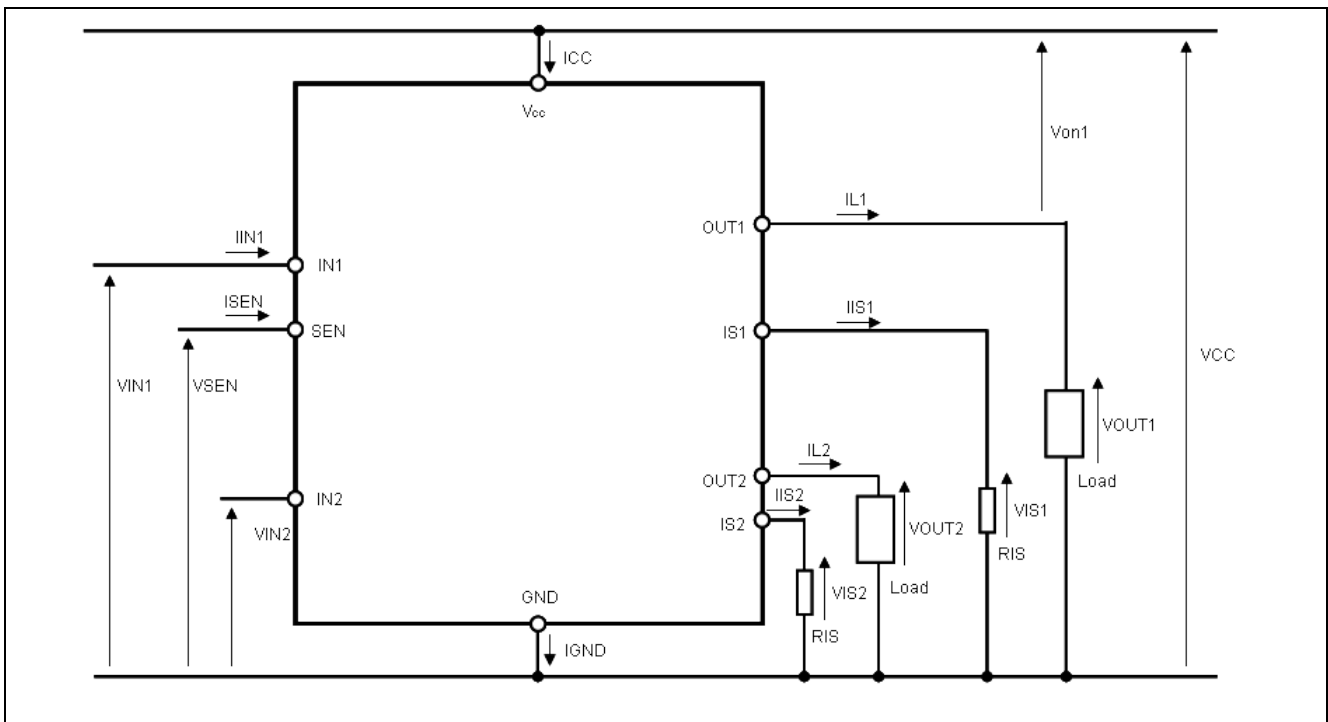 ICC
Vcc
Von1
IL1
OUT1
IIN1
IN1
ISEN
IIS1
SEN
IS1
VCC
VIN1
VSEN
VOUT1
IL2
Load
OUT2
IIS2
IN2
VIS1
IS2
VOUT2
VIN2
RIS
Load
VIS2
GND
RIS
IGND